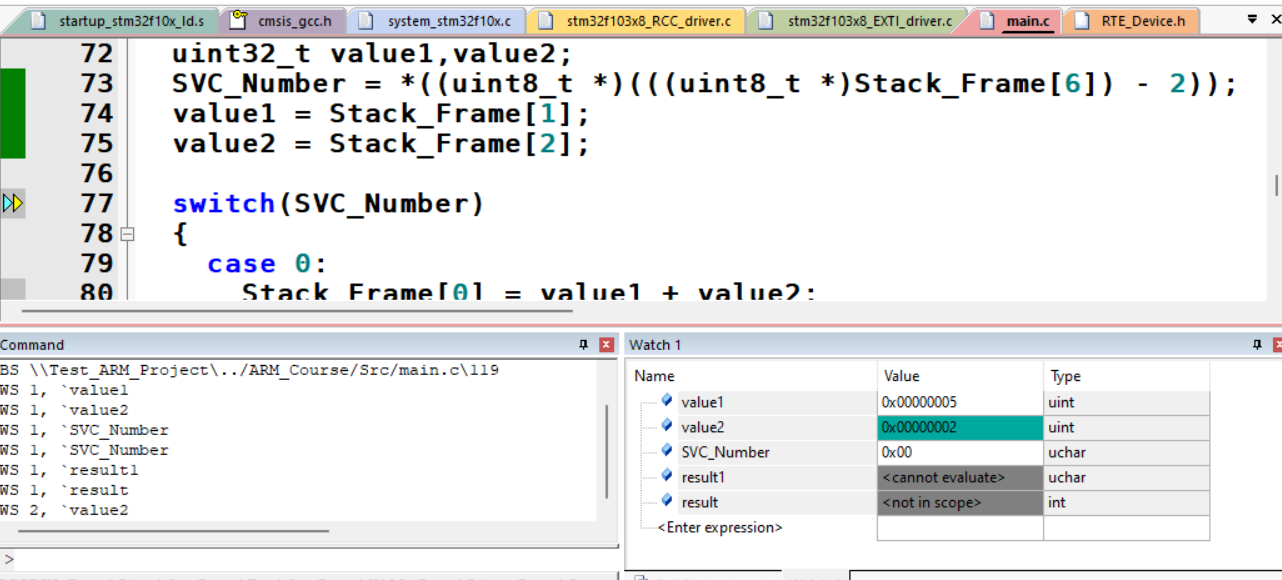 startup_stm32f10x_ld.s cmsis_gcc.h system_stm32f10x.c stm32f103x8_RCC_driver.c stm32f103x8_EXTI_driver.c main.c RTE_Device.h
72 uint32_t value1,value2;
73 SVC_Number = *((uint8_t *)(((uint8_t *)Stack_Frame[6]) - 2));
74 value1 = Stack_Frame[1];
75 value2 = Stack_Frame[2];
76
77 switch(SVC_Number)
78 {
79 case 0:
80 Stack_Frame[0] = value1 + value2;
Command
BS \\Test_ARM_Project\../ARM_Course/Src/main.c\119
WS 1, `value1
WS 1, `value2
WS 1, `SVC_Number
WS 1, `SVC_Number
WS 1, `result1
WS 1, `result
WS 2, `value2
>
Watch 1
Name Value Type
value1 0x00000005 uint
value2 0x00000002 uint
SVC_Number 0x00 uchar
result1 <cannot evaluate> uchar
result <not in scope> int
<Enter expression>